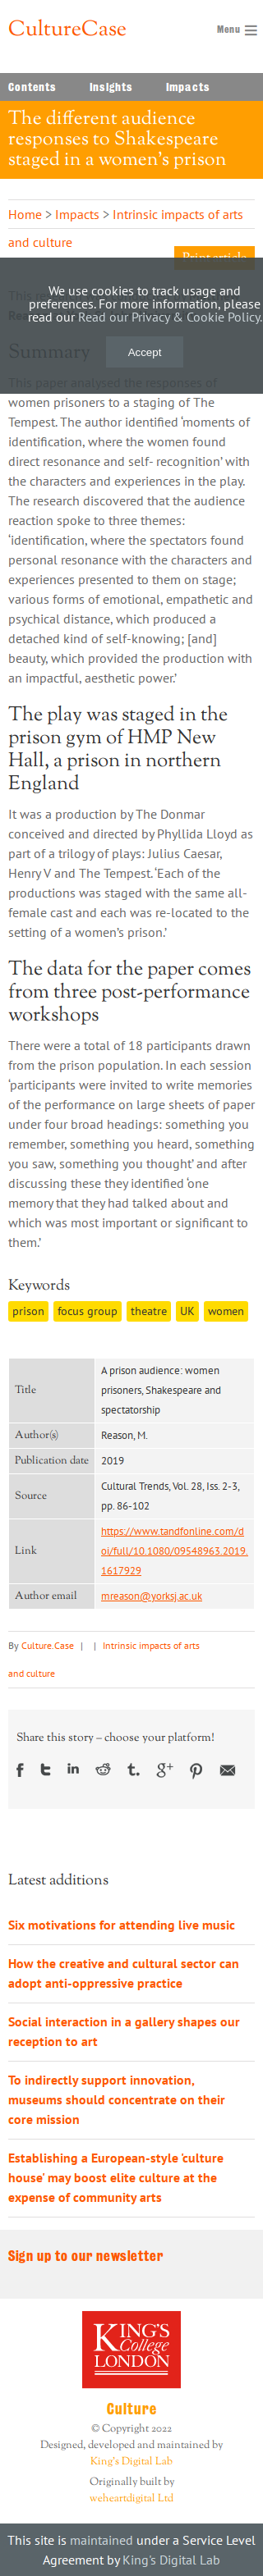 CultureCase
Menu
Contents Insights Impacts
The different audience
responses to Shakespeare
staged in a women's prison
Home > Impacts > Intrinsic impacts of arts
and culture
Print article
We use cookies to track usage and
preferences. For more information, please
read our Read our Privacy & Cookie Policy.
Summary
Accept
This paper analysed the responses of
women prisoners to a staging of The
Tempest. The author identified ‘moments of
identification, where the women found
direct resonance and self- recognition’ with
the characters and experiences in the play.
The research discovered that the audience
reaction spoke to three themes:
‘identification, where the spectators found
personal resonance with the characters and
experiences presented to them on stage;
various forms of emotional, empathetic and
psychical distance, which produced a
detached kind of self-knowing; [and]
beauty, which provided the production with
an impactful, aesthetic power.’
The play was staged in the
prison gym of HMP New
Hall, a prison in northern
England
It was a production by The Donmar
conceived and directed by Phyllida Lloyd as
part of a trilogy of plays: Julius Caesar,
Henry V and The Tempest. ‘Each of the
productions was staged with the same all-
female cast and each was re-located to the
setting of a women’s prison.’
The data for the paper comes
from three post-performance
workshops
There were a total of 18 participants drawn
from the prison population. In each session
‘participants were invited to write memories
of the performance on large sheets of paper
under four broad headings: something you
remember, something you heard, something
you saw, something you thought’ and after
discussing these they identified ‘one
memory that they had talked about and
which was most important or significant to
them.’
Keywords
prison focus group theatre UK women
Title
A prison audience: women
prisoners, Shakespeare and
spectatorship
Author(s) Reason, M.
Publication date 2019
Source
Cultural Trends, Vol. 28, Iss. 2-3,
pp. 86-102
Link
https://www.tandfonline.com/d
oi/full/10.1080/09548963.2019.
1617929
Author email mreason@yorksj.ac.uk
By Culture.Case | | Intrinsic impacts of arts
and culture
Share this story – choose your platform!
Latest additions
Six motivations for attending live music
How the creative and cultural sector can
adopt anti-oppressive practice
Social interaction in a gallery shapes our
reception to art
To indirectly support innovation,
museums should concentrate on their
core mission
Establishing a European-style ‘culture
house’ may boost elite culture at the
expense of community arts
Sign up to our newsletter
KING'S
College
LONDON
Culture
© Copyright 2022
Designed, developed and maintained by
King's Digital Lab
Originally built by
weheartdigital Ltd
This site is maintained under a Service Level
Agreement by King's Digital Lab